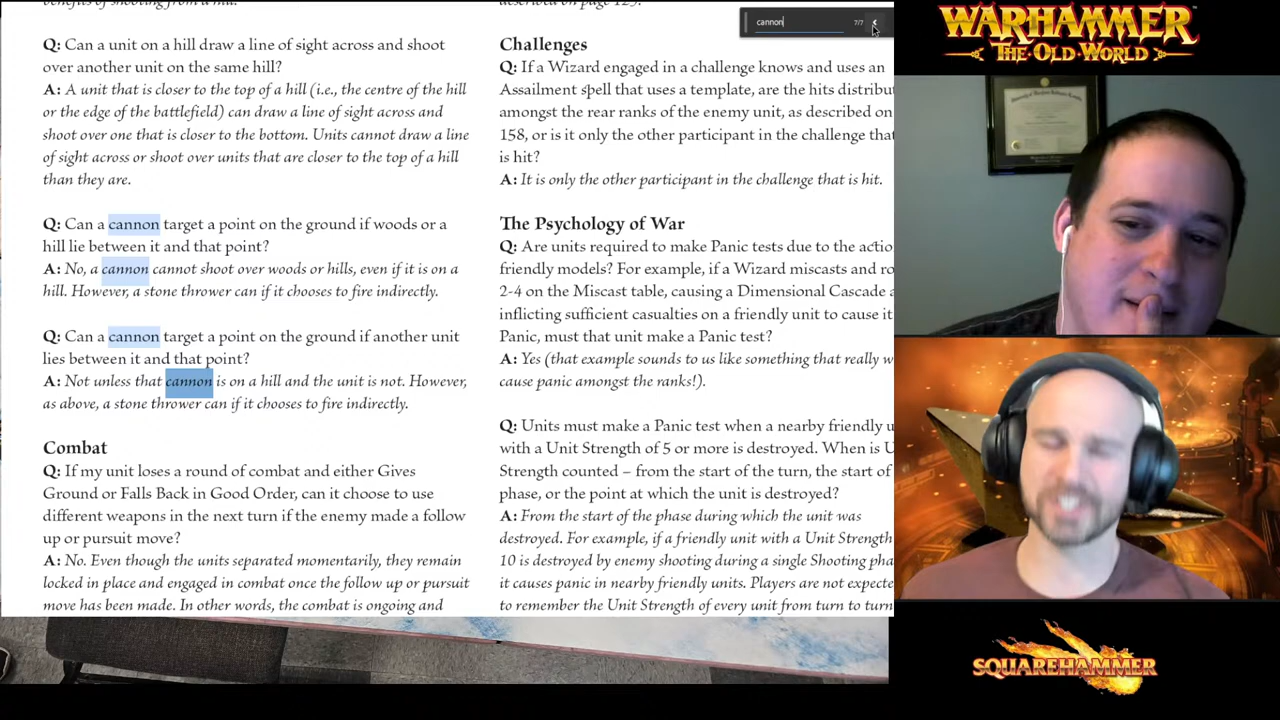 benefits of shooting from a hill.
Q: Can a unit on a hill draw a line of sight across and shoot
over another unit on the same hill?
A: A unit that is closer to the top of a hill (i.e., the centre of the hill
or the edge of the battlefield) can draw a line of sight across and
shoot over one that is closer to the bottom. Units cannot draw a line
of sight across or shoot over units that are closer to the top of a hill
than they are.
Q: Can a cannon target a point on the ground if woods or a
hill lie between it and that point?
A: No, a cannon cannot shoot over woods or hills, even if it is on a
hill. However, a stone thrower can if it chooses to fire indirectly.
Q: Can a cannon target a point on the ground if another unit
lies between it and that point?
A: Not unless that cannon is on a hill and the unit is not. However,
as above, a stone thrower can if it chooses to fire indirectly.
Combat
Q: If my unit loses a round of combat and either Gives
Ground or Falls Back in Good Order, can it choose to use
different weapons in the next turn if the enemy made a follow
up or pursuit move?
A: No. Even though the units separated momentarily, they remain
locked in place and engaged in combat once the follow up or pursuit
move has been made. In other words, the combat is ongoing and
described on page 125.
Challenges
Q: If a Wizard engaged in a challenge knows and uses an
Assailment spell that uses a template, are the hits distribut
amongst the rear ranks of the enemy unit, as described on
158, or is it only the other participant in the challenge that
is hit?
A: It is only the other participant in the challenge that is hit.
The Psychology of War
Q: Are units required to make Panic tests due to the actio
friendly models? For example, if a Wizard miscasts and ro
2-4 on the Miscast table, causing a Dimensional Cascade a
inflicting sufficient casualties on a friendly unit to cause it
Panic, must that unit make a Panic test?
A: Yes (that example sounds to us like something that really w
cause panic amongst the ranks!).
Q: Units must make a Panic test when a nearby friendly u
with a Unit Strength of 5 or more is destroyed. When is U
Strength counted – from the start of the turn, the start of
phase, or the point at which the unit is destroyed?
A: From the start of the phase during which the unit was
destroyed. For example, if a friendly unit with a Unit Strength
10 is destroyed by enemy shooting during a single Shooting pha
it causes panic in nearby friendly units. Players are not expecte
to remember the Unit Strength of every unit from turn to turn
cannon 7/7
WARHAMMER
THE OLD WORLD
SQUAREHAMMER